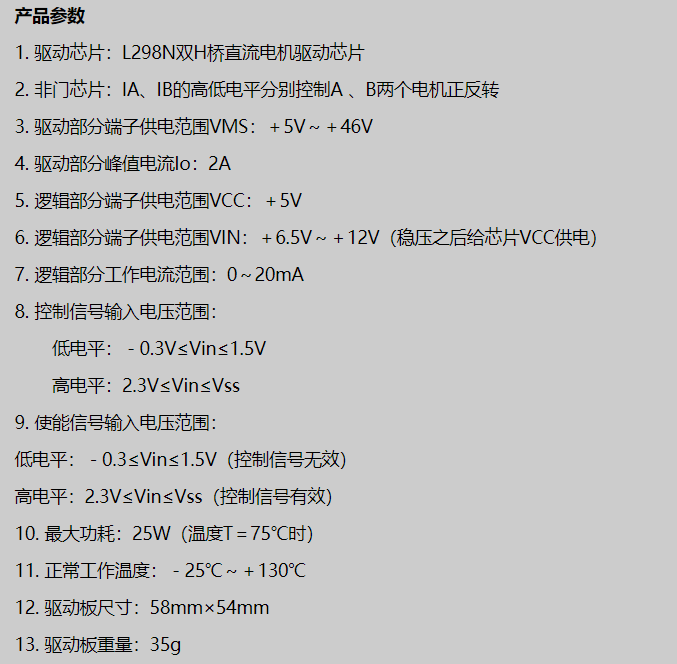 产品参数
1. 驱动芯片：L298N双H桥直流电机驱动芯片
2. 非门芯片：IA、IB的高低电平分别控制A 、B两个电机正反转
3. 驱动部分端子供电范围VMS：＋5V～＋46V
4. 驱动部分峰值电流Io：2A
5. 逻辑部分端子供电范围VCC：＋5V
6. 逻辑部分端子供电范围VIN：＋6.5V～＋12V（稳压之后给芯片VCC供电）
7. 逻辑部分工作电流范围：0～20mA
8. 控制信号输入电压范围：
低电平：－0.3V≤Vin≤1.5V
高电平：2.3V≤Vin≤Vss
9. 使能信号输入电压范围：
低电平：－0.3≤Vin≤1.5V（控制信号无效）
高电平：2.3V≤Vin≤Vss（控制信号有效）
10. 最大功耗：25W（温度T＝75℃时）
11. 正常工作温度：－25℃～＋130℃
12. 驱动板尺寸：58mm×54mm
13. 驱动板重量：35g